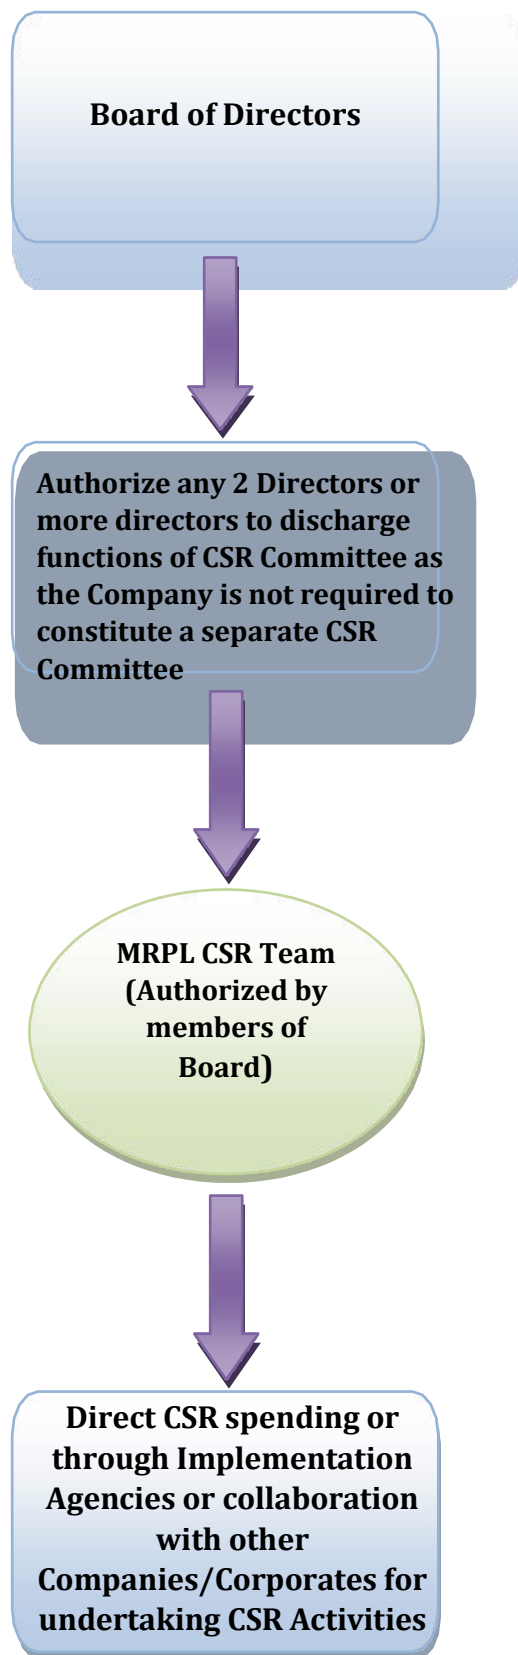 Board of Directors
Authorize any 2 Directors or
more directors to discharge
functions of CSR Committee as
the Company is not required to
constitute a separate CSR
Committee
MRPL CSR Team
(Authorized by
members of
Board)
Direct CSR spending or
through Implementation
Agencies or collaboration
with other
Companies/Corporates for
undertaking CSR Activities